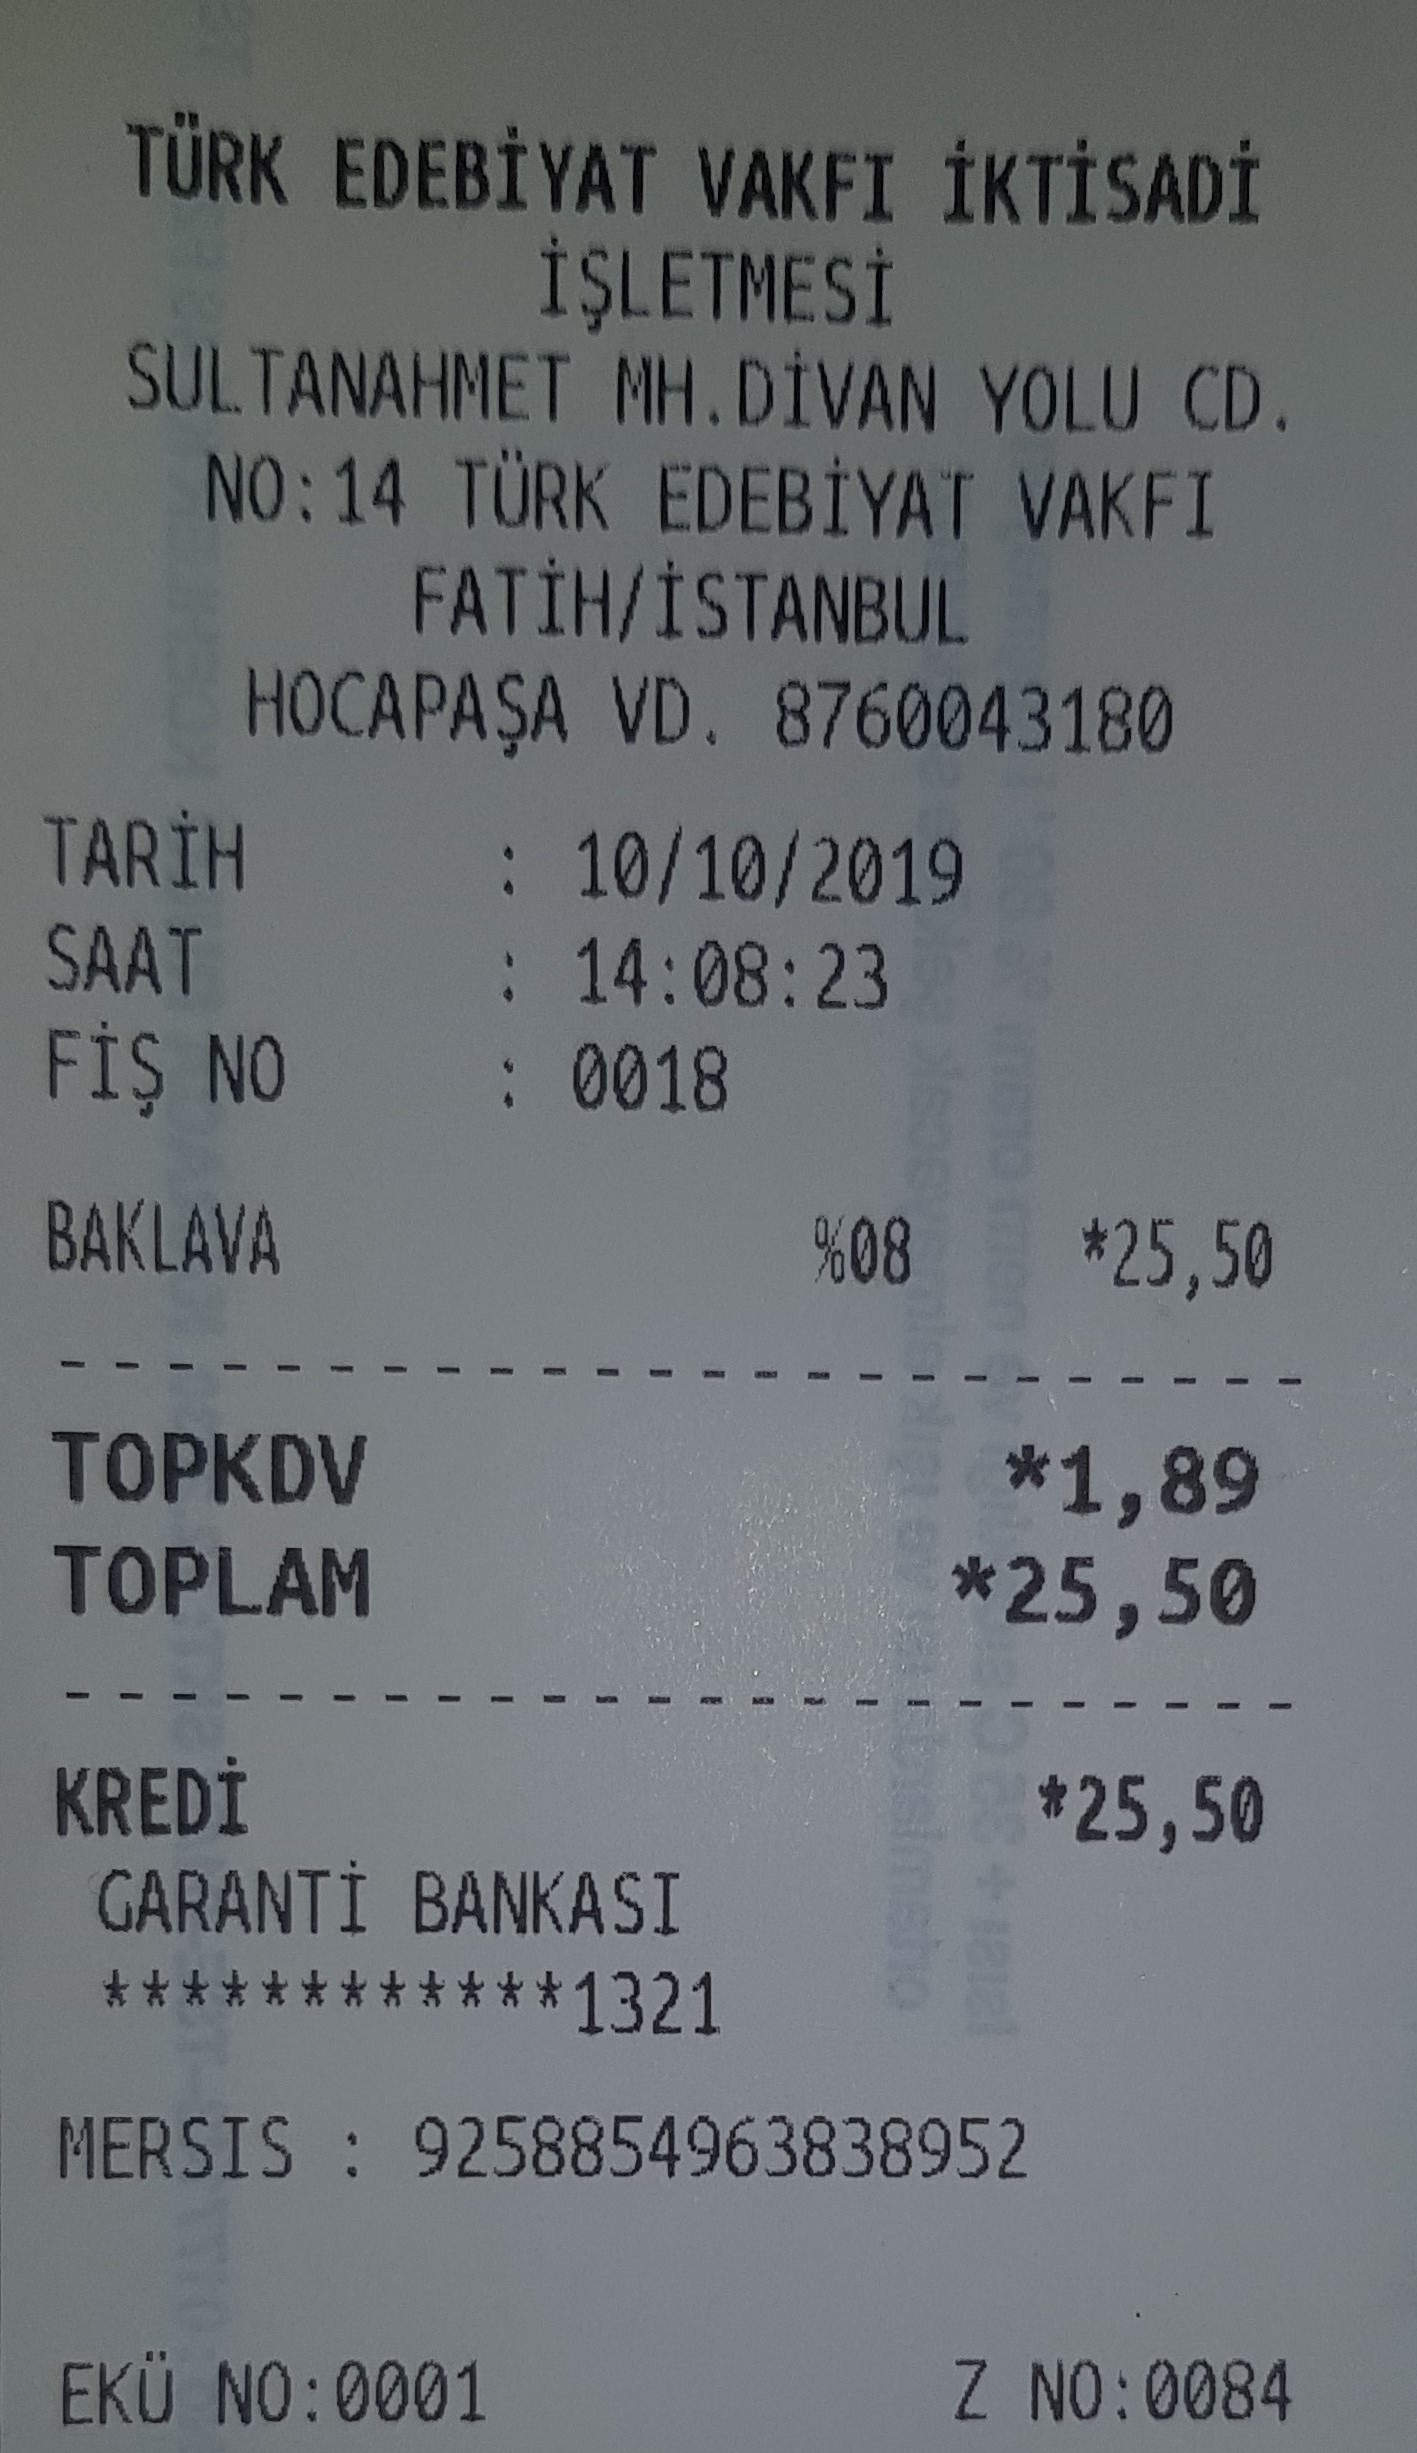 TÜRK EDEBİYAT VAKFI İKTİSADİ
İŞLETMESİ
SULTANAHMET MH.DİVAN YOLU CD.
NO:14 TÜRK EDEBİYAT VAKFI
FATİH/İSTANBUL
HOCAPAŞA VD. 8760043180
TARİH : 10/10/2019
SAAT : 14:08:23
FİŞ NO : 0018
BAKLAVA %08 *25,50
------------------------
TOPKDV *1,89
TOPLAM *25,50
------------------------
KREDİ *25,50
GARANTİ BANKASI
************1321
MERSIS : 9258854963838952
EKÜ NO:0001 Z NO:0084